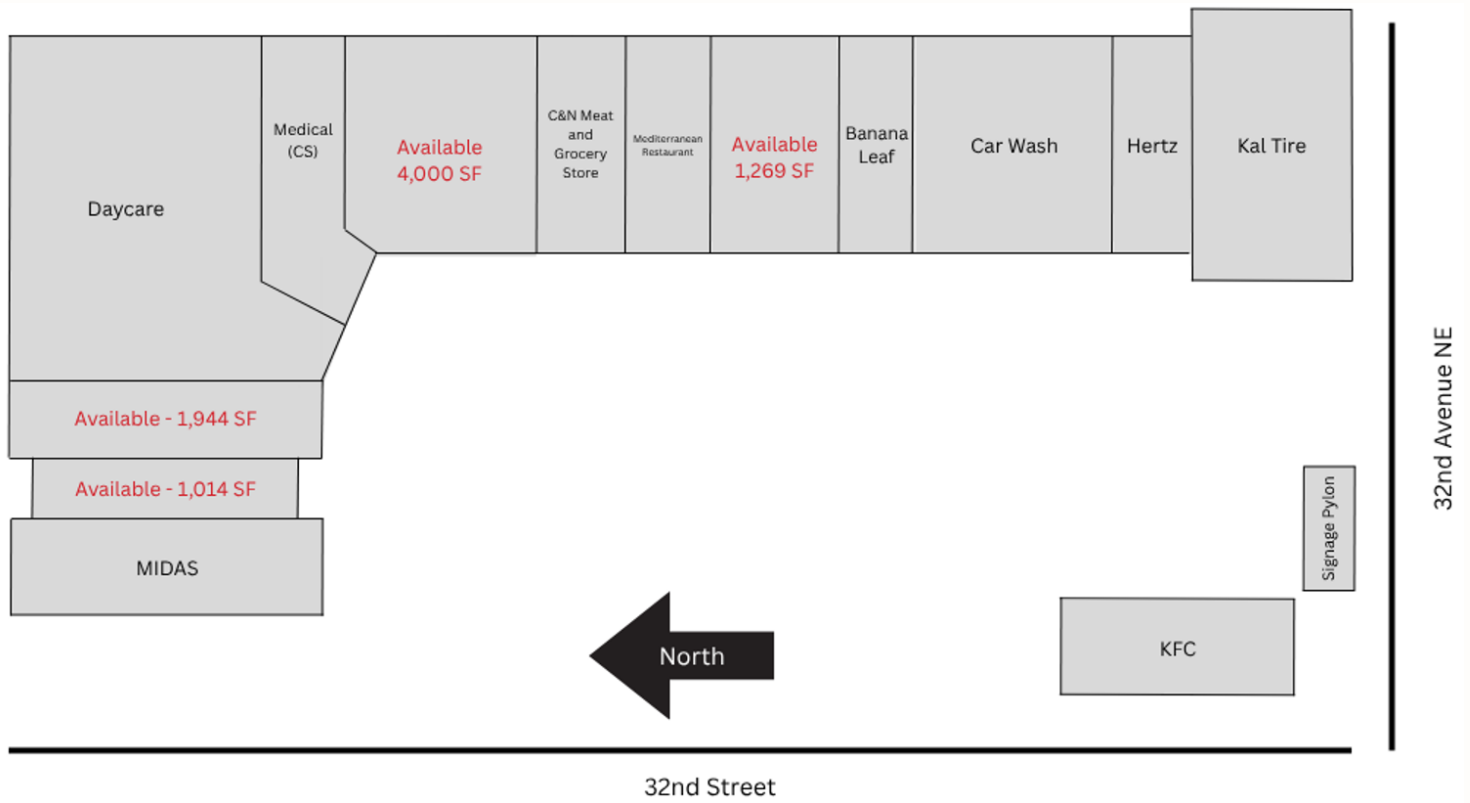 Daycare
Medical
(CS)
Available
4,000 SF
C&N Meat
and
Grocery
Store
Mediterranean
Restaurant
Available
1,269 SF
Banana
Leaf
Car Wash
Hertz
Kal Tire
Available - 1,944 SF
Available - 1,014 SF
MIDAS
North
KFC
Signage Pylon
32nd Avenue NE
32nd Street